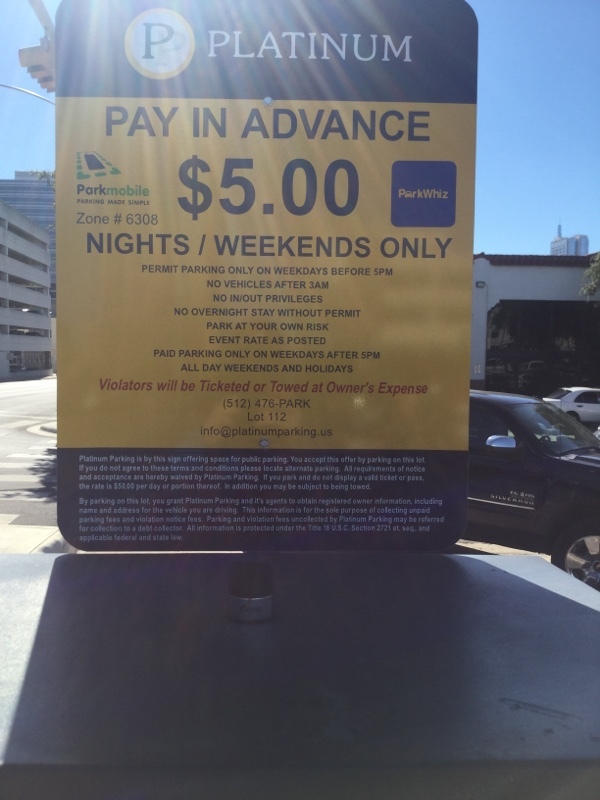 P PLATINUM
PAY IN ADVANCE
Parkmobile
PARKING MADE SIMPLE
$5.00
ParkWhiz
Zone # 6308
NIGHTS / WEEKENDS ONLY
PERMIT PARKING ONLY ON WEEKDAYS BEFORE 5PM
NO VEHICLES AFTER 3AM
NO IN/OUT PRIVILEGES
NO OVERNIGHT STAY WITHOUT PERMIT
PARK AT YOUR OWN RISK
EVENT RATE AS POSTED
PAID PARKING ONLY ON WEEKDAYS AFTER 5PM
ALL DAY WEEKENDS AND HOLIDAYS
Violators will be Ticketed or Towed at Owner's Expense
(512) 476-PARK
Lot 112
info@platinumparking.us
Platinum Parking is by this sign offering space for public parking. You accept this offer by parking on this lot.
If you do not agree to these terms and conditions please locate alternate parking. All requirements of notice
and acceptance are hereby waived by Platinum Parking. If you park and do not display a valid ticket or pass,
the rate is $50.00 per day or portion thereof. In addition you may be subject to being towed.
By parking on this lot, you grant Platinum Parking and it's agents to obtain registered owner information, including
name and address for the vehicle you are driving. This information is for the sole purpose of collecting unpaid
parking fees and violation notice fees. Parking and violation fees uncollected by Platinum Parking may be referred
for collection to a debt collector. All information is protected under the Title 18 U.S.C. Section 2721 et. seq., and
applicable federal and state law.
SILVERADO